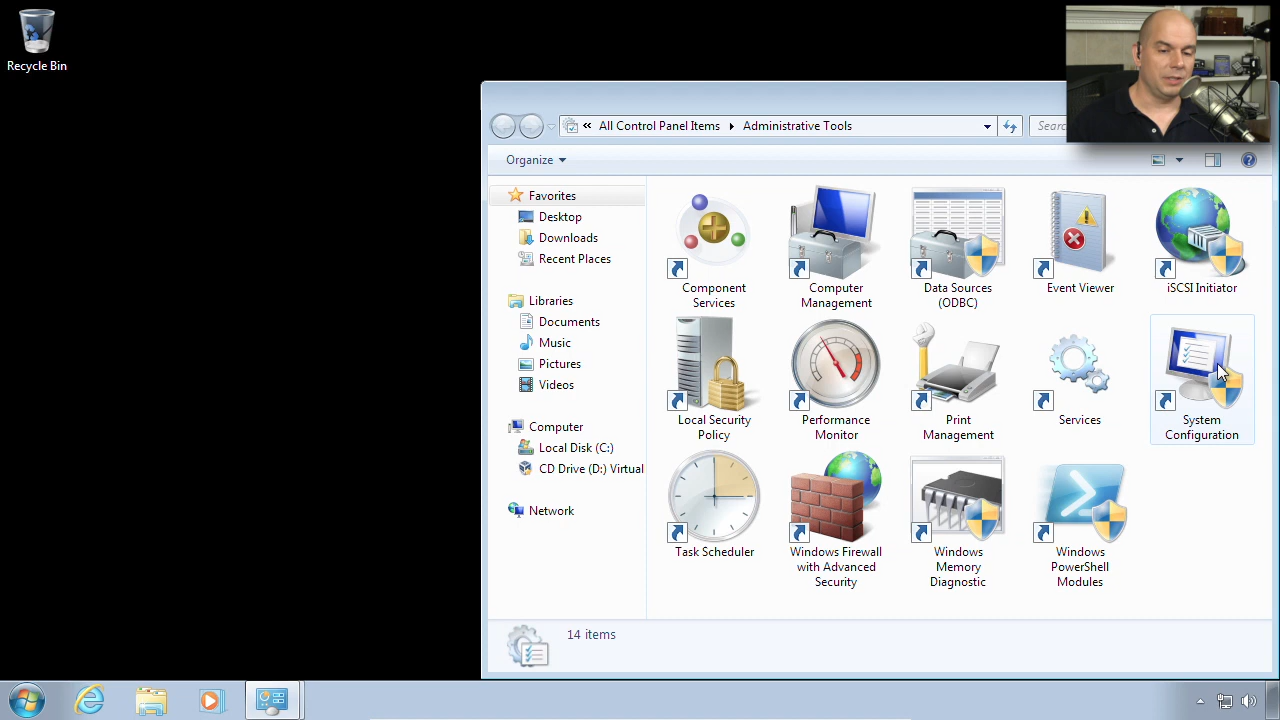 Recycle Bin
« All Control Panel Items ▸ Administrative Tools
Searc
Organize
Favorites
Desktop
Downloads
Recent Places
Libraries
Documents
Music
Pictures
Videos
Computer
Local Disk (C:)
CD Drive (D:) Virtual
Network
Component
Services
Computer
Management
Data Sources
(ODBC)
Event Viewer
iSCSI Initiator
Local Security
Policy
Performance
Monitor
Print
Management
Services
System
Configuration
Task Scheduler
Windows Firewall
with Advanced
Security
Windows
Memory
Diagnostic
Windows
PowerShell
Modules
14 items